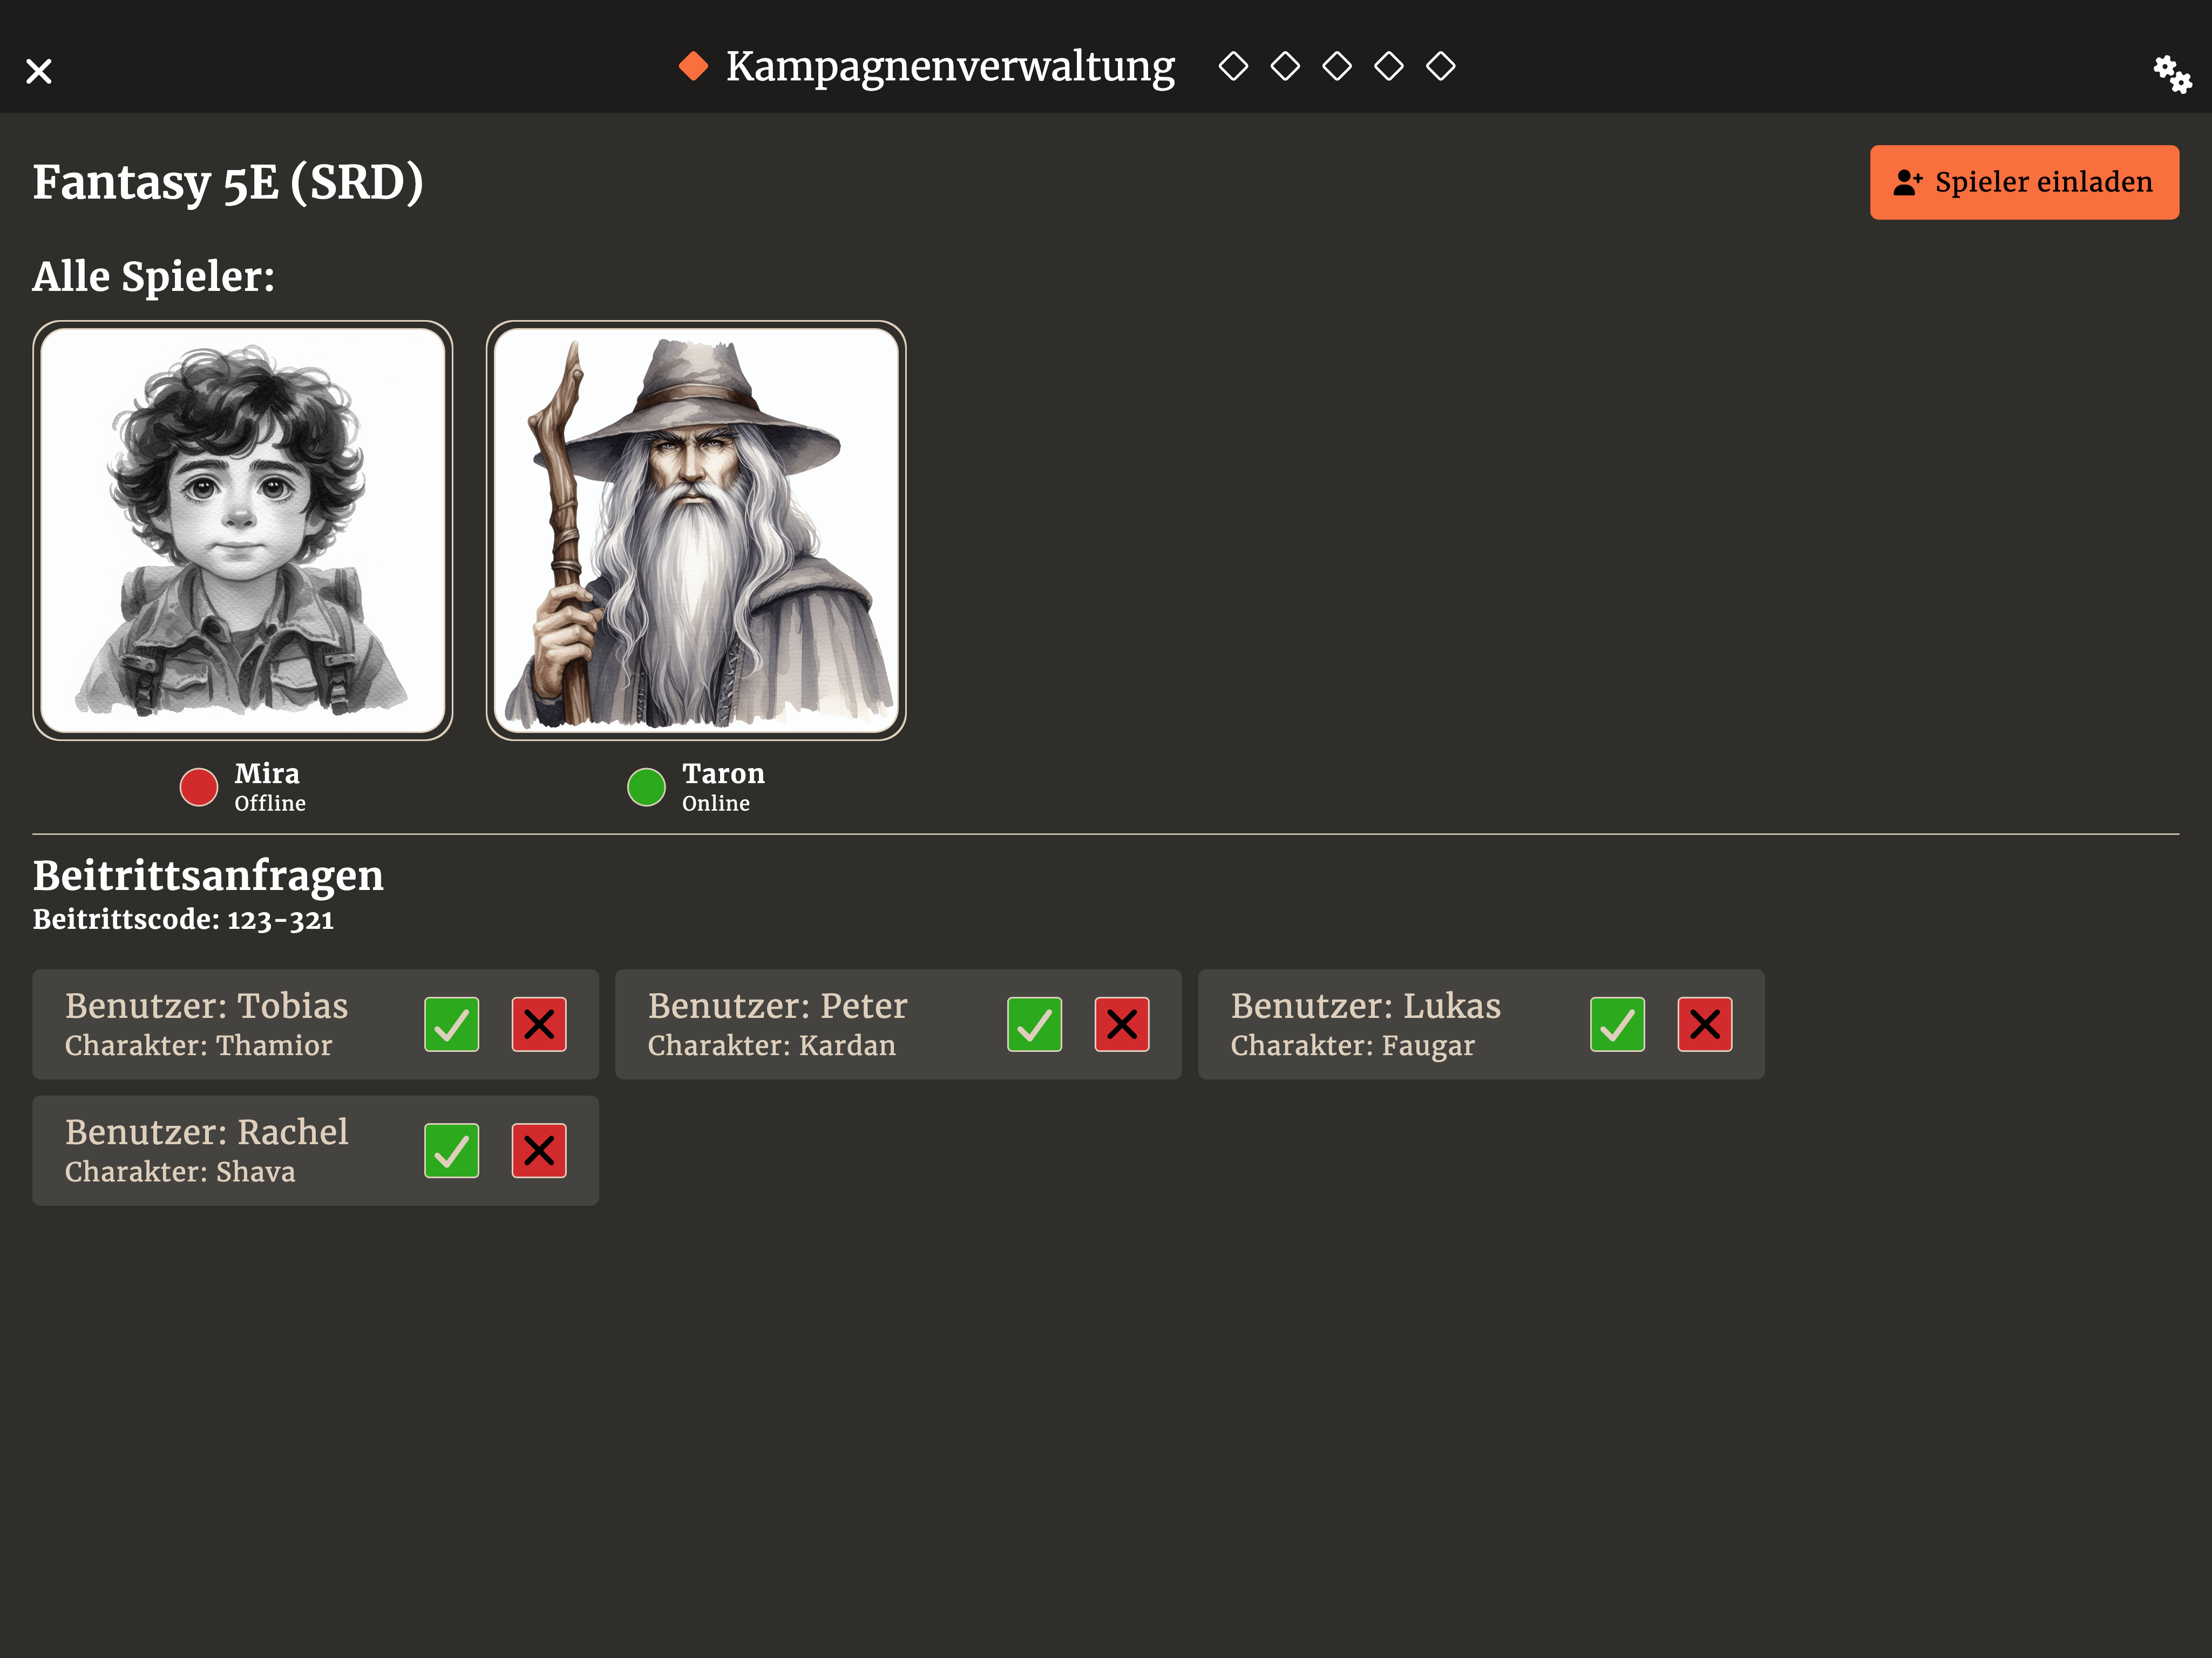 Kampagnenverwaltung
Fantasy 5E (SRD)
Spieler einladen
Alle Spieler:
Mira
Offline
Taron
Online
Beitrittsanfragen
Beitrittscode: 123-321
Benutzer: Tobias
Charakter: Thamior
Benutzer: Peter
Charakter: Kardan
Benutzer: Lukas
Charakter: Faugar
Benutzer: Rachel
Charakter: Shava